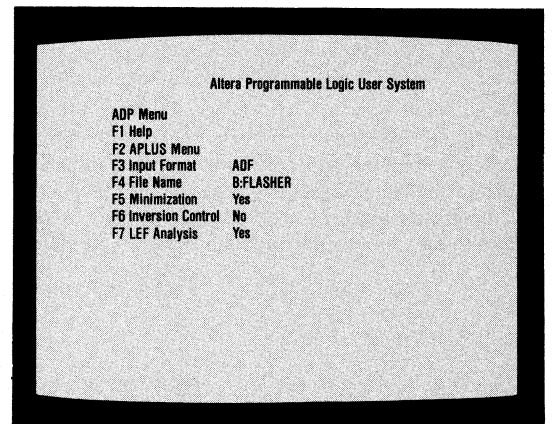 Altera Programmable Logic User System
ADP Menu
F1 Help
F2 APLUS Menu
F3 Input Format ADF
F4 File Name B:FLASHER
F5 Minimization Yes
F6 Inversion Control No
F7 LEF Analysis Yes